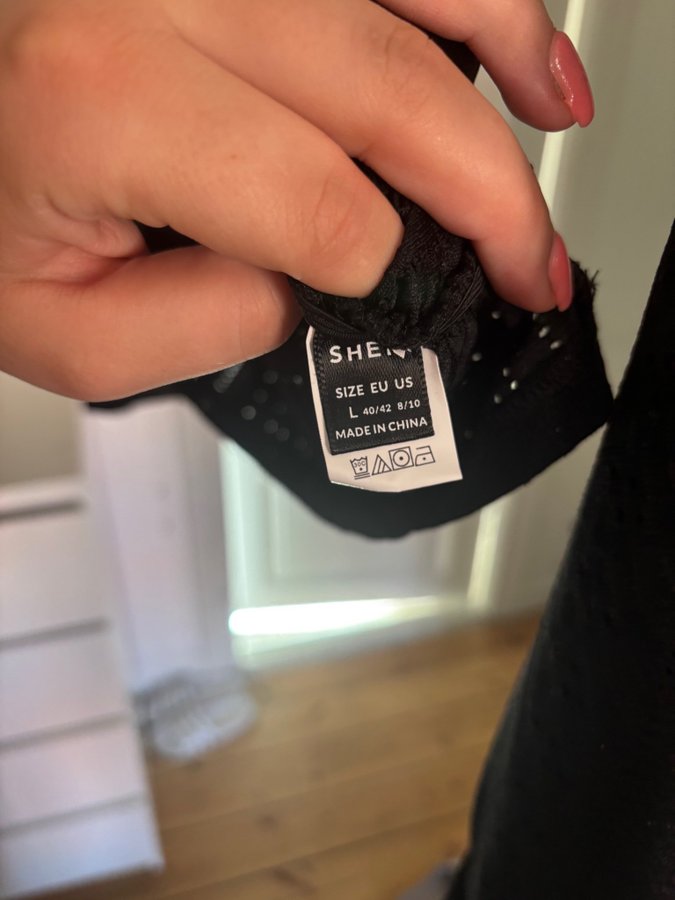 SHEIN
SIZE EU US
L 40/42 8/10
MADE IN CHINA